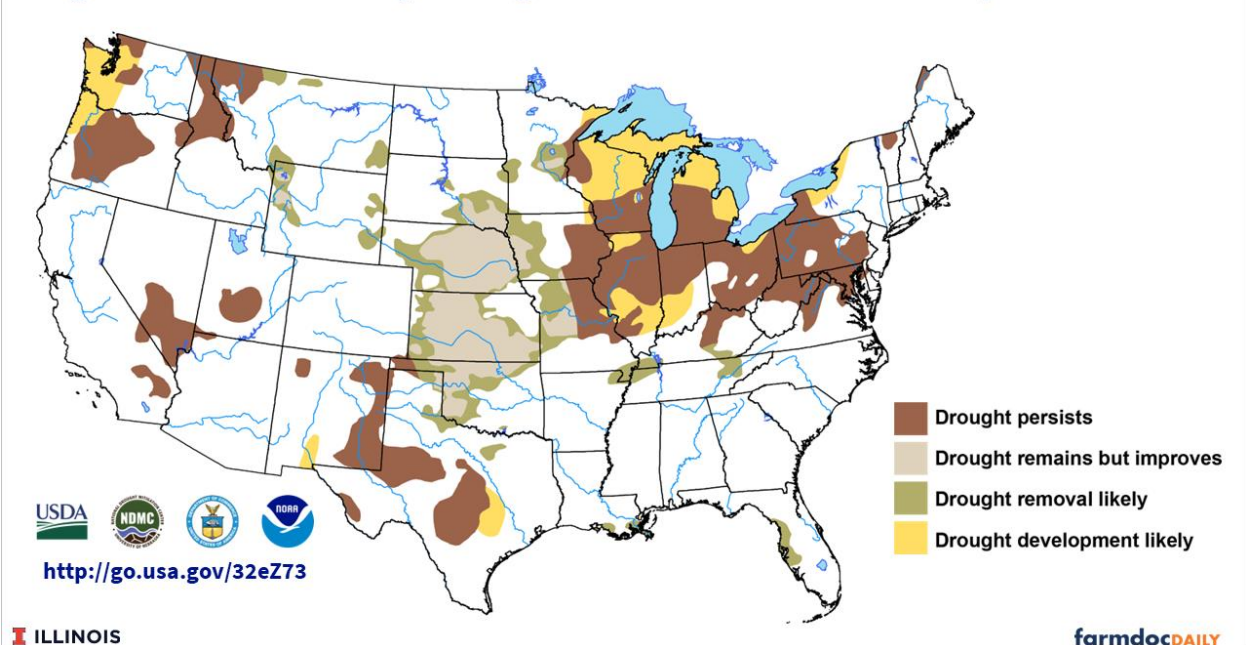 Drought persists
Drought remains but improves
Drought removal likely
Drought development likely
USDA
NDMC
NOAA
http://go.usa.gov/32eZ73
I ILLINOIS
farmdocDAILY